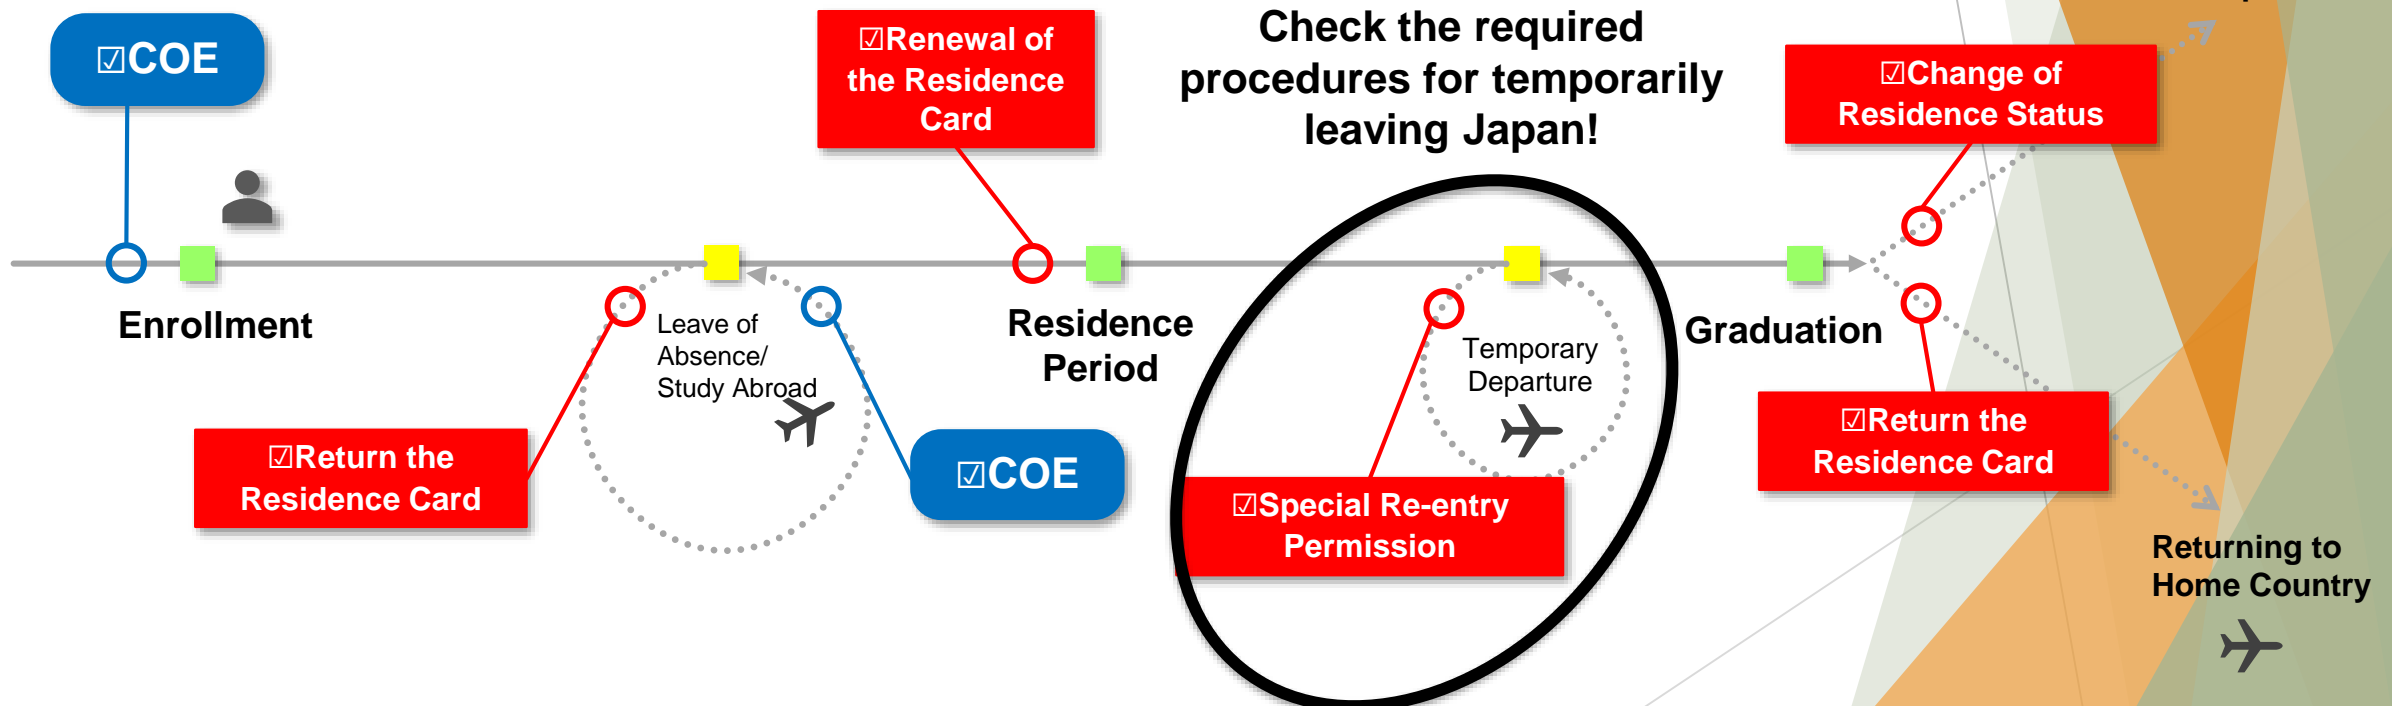 ☑COE
☑Renewal of
the Residence
Card
Check the required
procedures for temporarily
leaving Japan!
☑Change of
Residence Status
Enrollment
Leave of
Absence/
Study Abroad
Residence
Period
Temporary
Departure
Graduation
☑Return the
Residence Card
☑COE
☑Special Re-entry
Permission
☑Return the
Residence Card
Returning to
Home Country